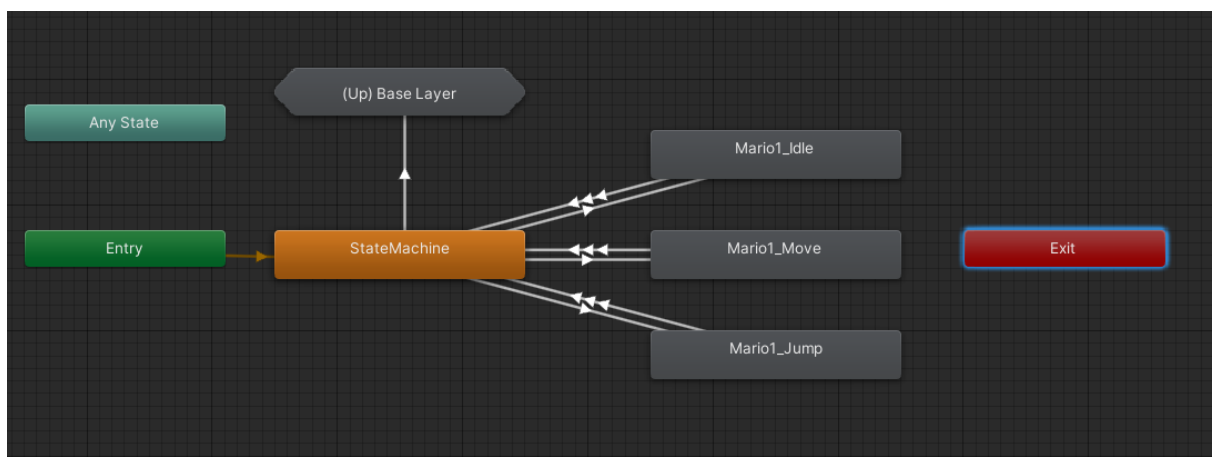 (Up) Base Layer
Any State
Mario1_Idle
Entry
StateMachine
Mario1_Move
Exit
Mario1_Jump